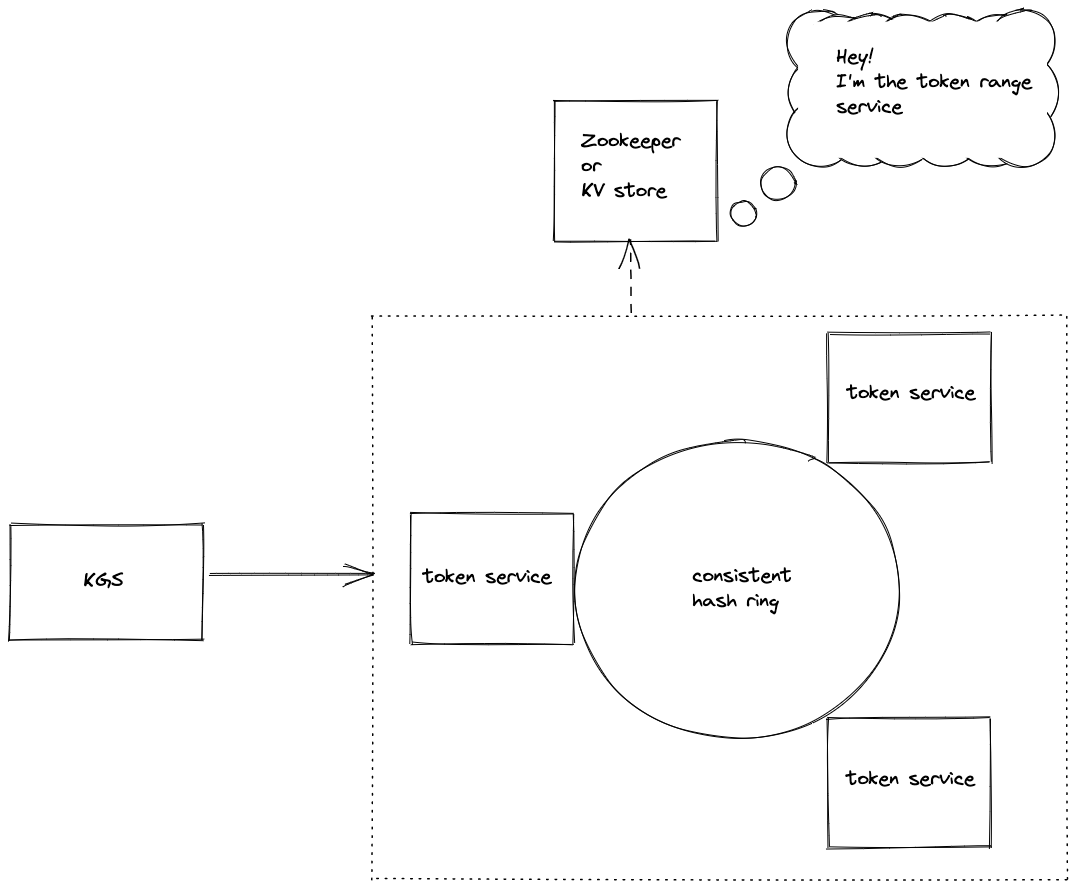 Hey!
I'm the token range
service
Zookeeper
or
KV store
token service
KGS
token service
consistent
hash ring
token service